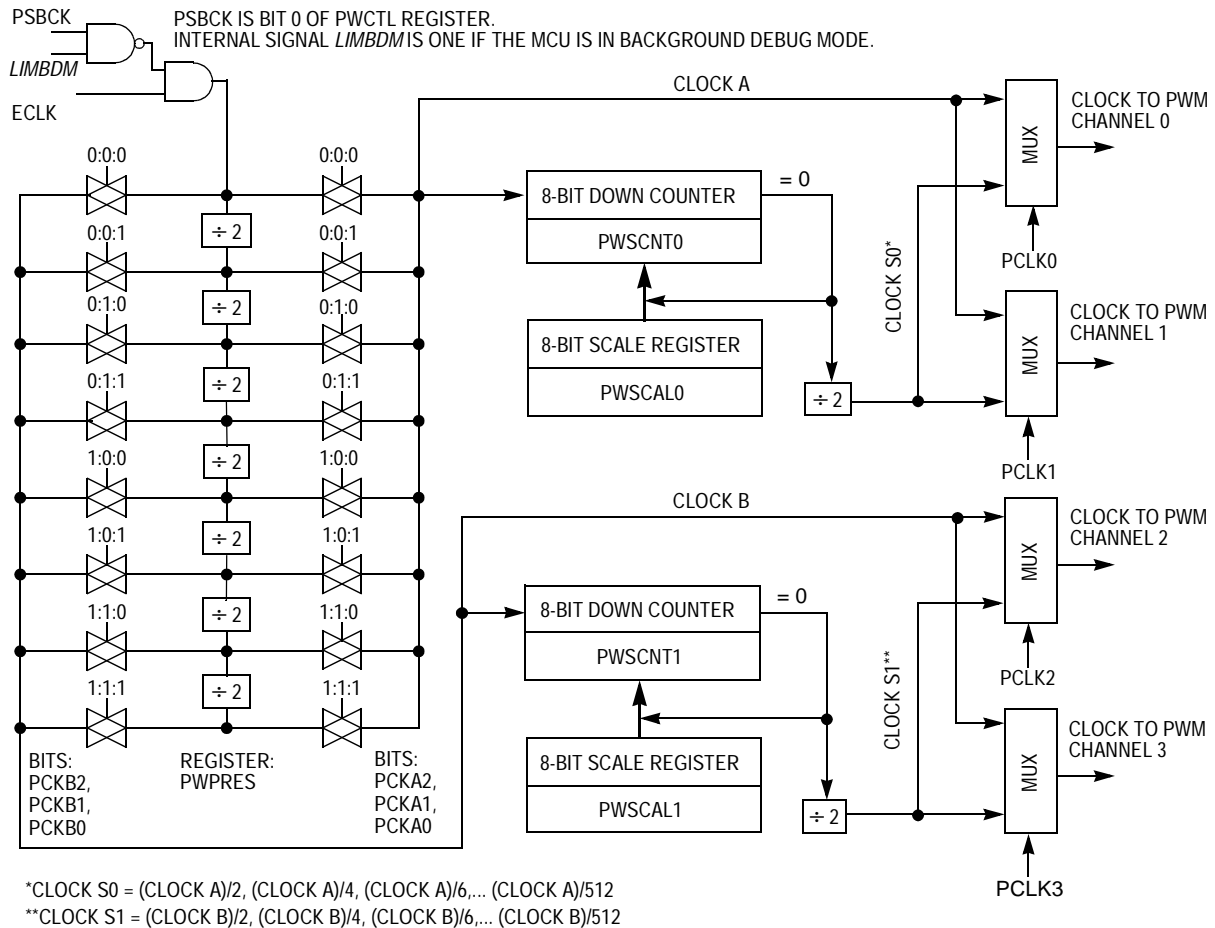 PSBCK
PSBCK IS BIT 0 OF PWCTL REGISTER.
INTERNAL SIGNAL LIMBDM IS ONE IF THE MCU IS IN BACKGROUND DEBUG MODE.
LIMBDM
ECLK
CLOCK A
CLOCK TO PWM
CHANNEL 0
MUX
PCLK0
0:0:0
0:0:0
÷ 2
0:0:1
0:0:1
÷ 2
0:1:0
0:1:0
÷ 2
0:1:1
0:1:1
÷ 2
1:0:0
1:0:0
÷ 2
1:0:1
1:0:1
÷ 2
1:1:0
1:1:0
÷ 2
1:1:1
1:1:1
BITS:
PCKB2,
PCKB1,
PCKB0
REGISTER:
PWPRES
BITS:
PCKA2,
PCKA1,
PCKA0
8-BIT DOWN COUNTER
PWSCNT0
= 0
8-BIT SCALE REGISTER
PWSCAL0
÷ 2
CLOCK S0*
CLOCK TO PWM
CHANNEL 1
MUX
PCLK1
CLOCK B
CLOCK TO PWM
CHANNEL 2
MUX
PCLK2
8-BIT DOWN COUNTER
PWSCNT1
= 0
8-BIT SCALE REGISTER
PWSCAL1
÷ 2
CLOCK S1**
CLOCK TO PWM
CHANNEL 3
MUX
PCLK3
*CLOCK S0 = (CLOCK A)/2, (CLOCK A)/4, (CLOCK A)/6,... (CLOCK A)/512
**CLOCK S1 = (CLOCK B)/2, (CLOCK B)/4, (CLOCK B)/6,... (CLOCK B)/512